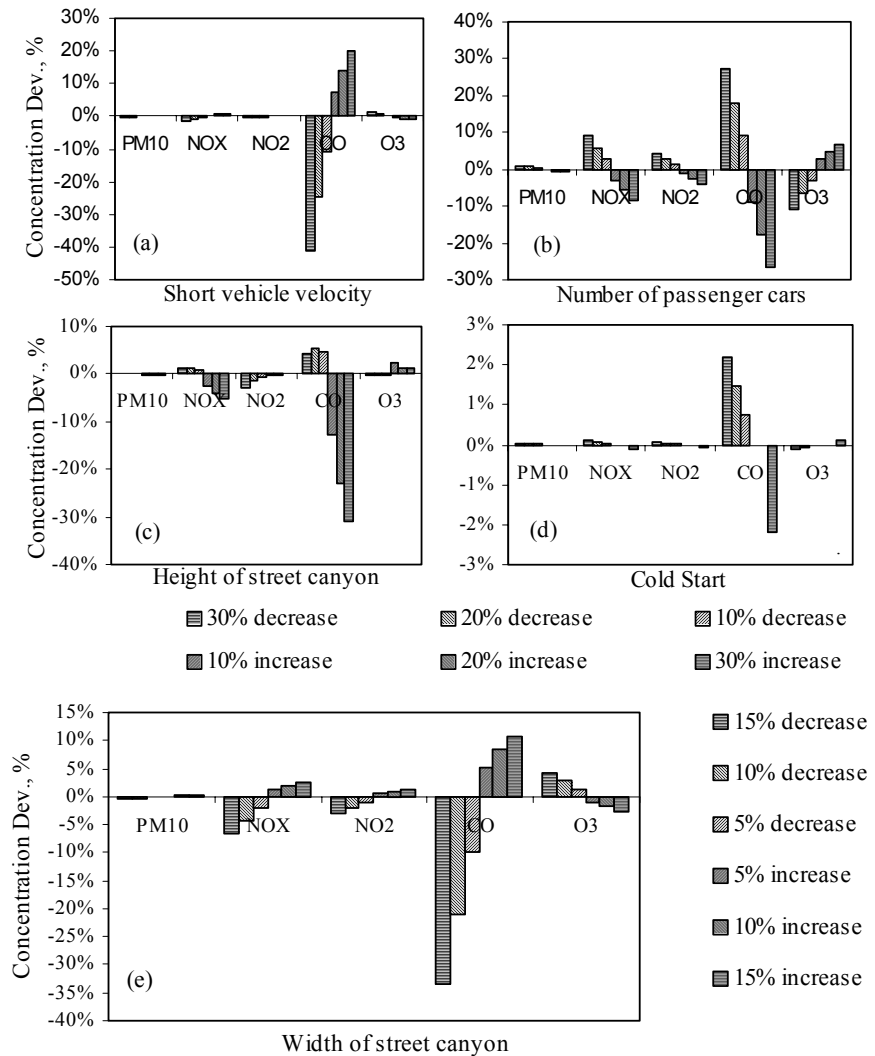 30%
20%
10%
0%
-10%
-20%
-30%
-40%
-50%
Concentration Dev., %
PM10 NOX NO2 CO O3
(a)
Short vehicle velocity
40%
30%
20%
10%
0%
-10%
-20%
-30%
PM10 NOX NO2 CO O3
(b)
Number of passenger cars
10%
0%
-10%
-20%
-30%
-40%
Concentration Dev., %
PM10 NOX NO2 CO O3
(c)
Height of street canyon
3%
2%
1%
0%
-1%
-2%
-3%
PM10 NOX NO2 CO O3
(d)
Cold Start
30% decrease 20% decrease 10% decrease
10% increase 20% increase 30% increase
15%
10%
5%
0%
-5%
-10%
-15%
-20%
-25%
-30%
-35%
-40%
Concentration Dev., %
PM10 NOX NO2 CO O3
(e)
Width of street canyon
15% decrease
10% decrease
5% decrease
5% increase
10% increase
15% increase